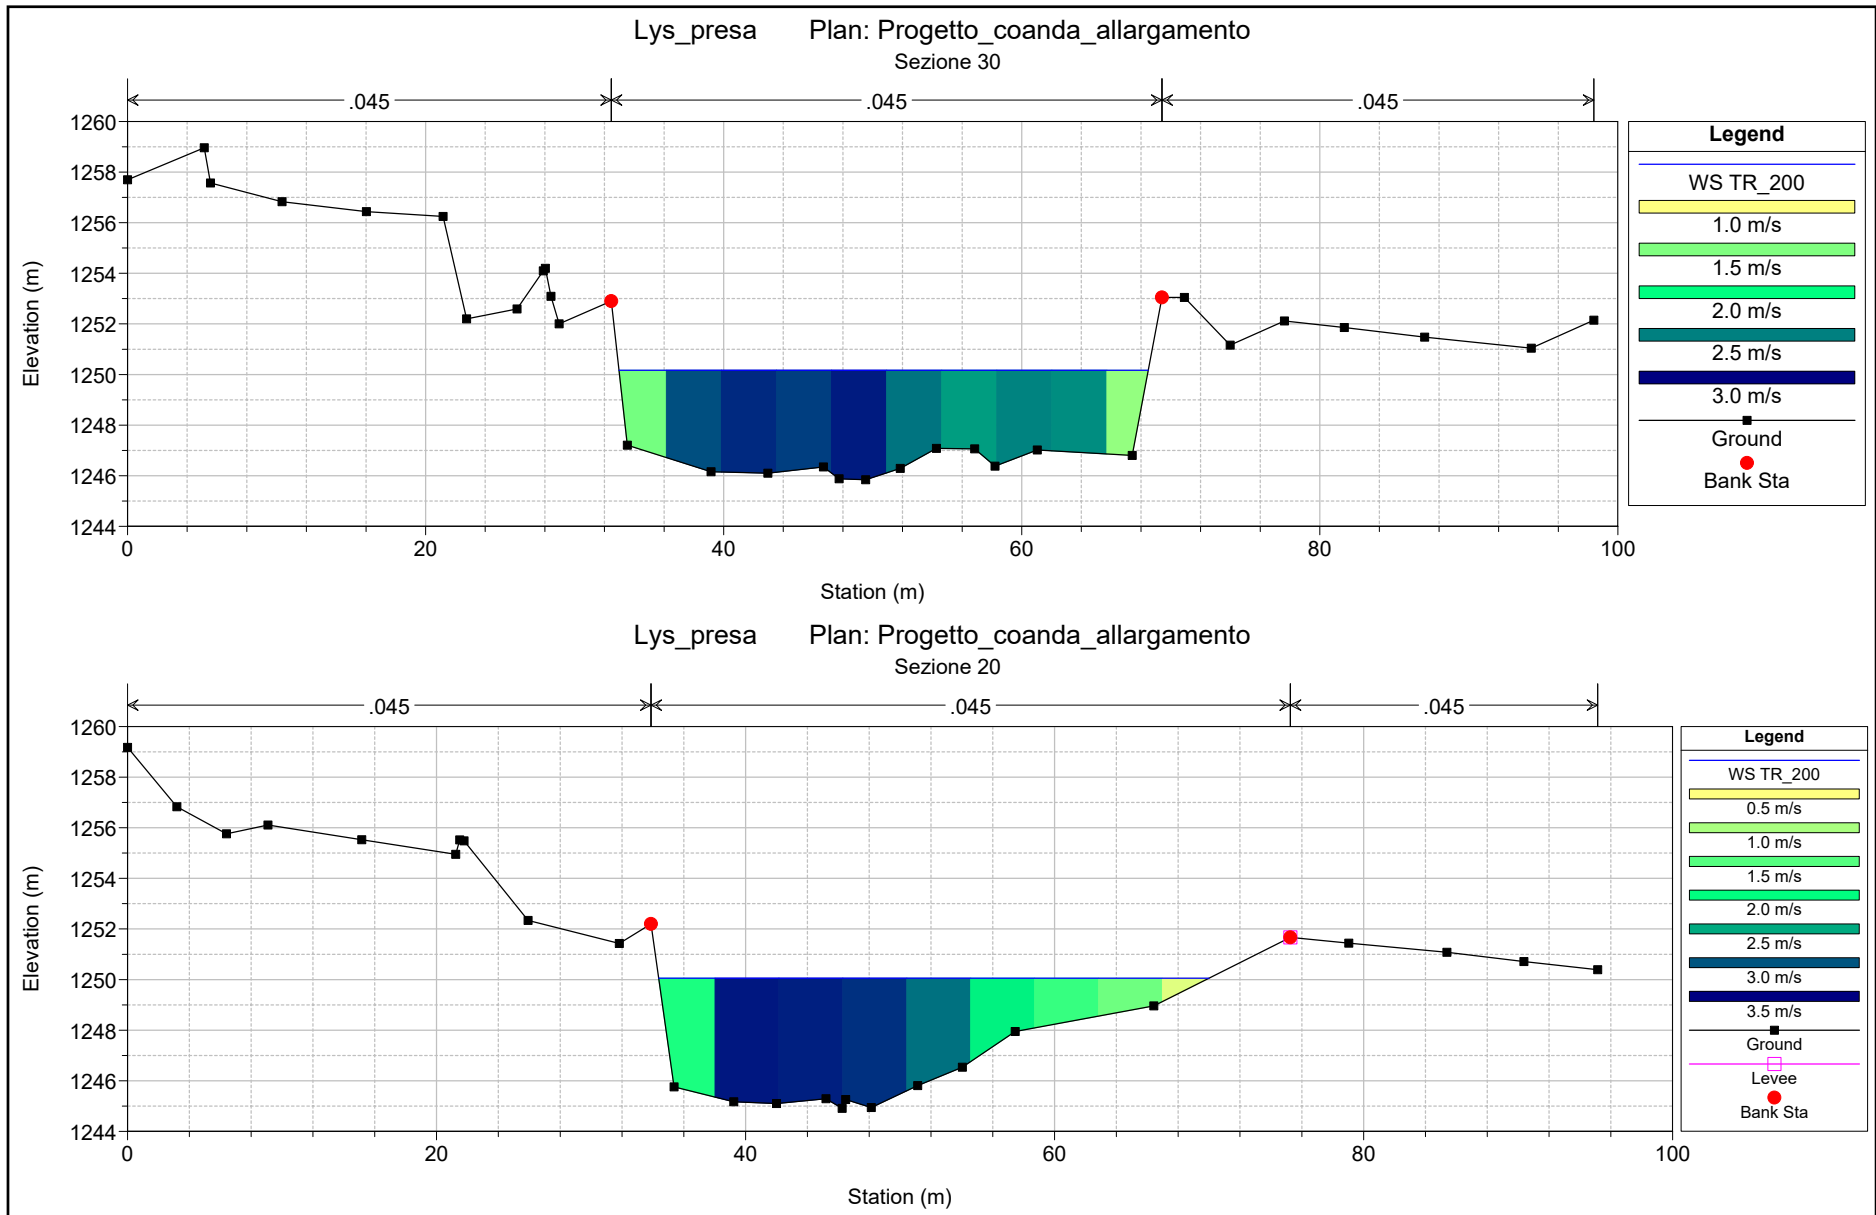 Lys_presa Plan: Progetto_coanda_allargamento
Sezione 30
.045 .045 .045
1260
1258
1256
1254
1252
1250
1248
1246
1244
Elevation (m)
0 20 40 60 80 100
Station (m)
Legend
WS TR_200
1.0 m/s
1.5 m/s
2.0 m/s
2.5 m/s
3.0 m/s
Ground
Bank Sta
Lys_presa Plan: Progetto_coanda_allargamento
Sezione 20
.045 .045 .045
1260
1258
1256
1254
1252
1250
1248
1246
1244
Elevation (m)
0 20 40 60 80 100
Station (m)
Legend
WS TR_200
0.5 m/s
1.0 m/s
1.5 m/s
2.0 m/s
2.5 m/s
3.0 m/s
3.5 m/s
Ground
Levee
Bank Sta